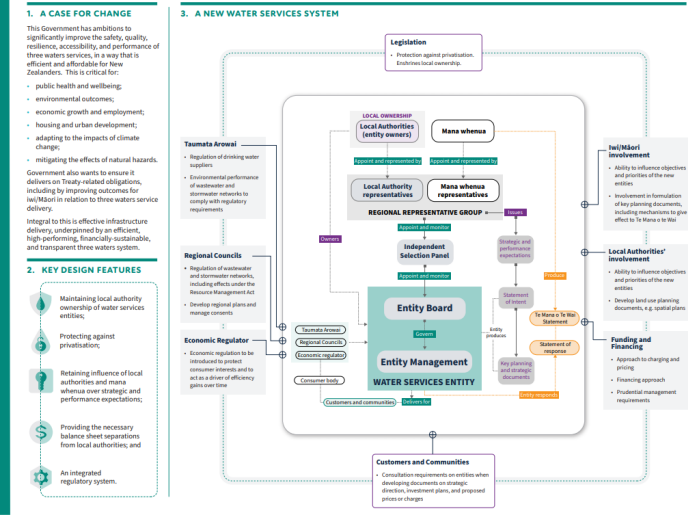 1. A CASE FOR CHANGE
This Government has ambitions to
significantly improve the safety, quality,
resilience, accessibility, and performance of
three waters services, in a way that is
efficient and affordable for New
Zealanders. This is critical for:
• public health and wellbeing;
• environmental outcomes;
• economic growth and employment;
• housing and urban development;
• adapting to the impacts of climate
change;
• mitigating the effects of natural hazards.
Government also wants to ensure it
delivers on Treaty-related obligations,
including by improving outcomes for
iwi/Māori in relation to three waters service
delivery.
Integral to this is effective infrastructure
delivery, underpinned by an efficient,
high-performing, financially-sustainable,
and transparent three waters system.
2. KEY DESIGN FEATURES
Maintaining local authority
ownership of water services
entities;
Protecting against
privatisation;
Retaining influence of local
authorities and mana
whenua over strategic and
performance expectations;
Providing the necessary
balance sheet separations
from local authorities; and
An integrated
regulatory system.
3. A NEW WATER SERVICES SYSTEM
Legislation
• Protection against privatisation.
Enshrines local ownership.
Taumata Arowai
• Regulation of drinking water
suppliers
• Environmental performance
of wastewater and
stormwater networks to
comply with regulatory
requirements
Regional Councils
• Regulation of wastewater
and stormwater networks,
including effects under the
Resource Management Act
• Develop regional plans and
manage consents
Economic Regulator
• Economic regulation to be
introduced to protect
consumer interests and to
act as a driver of efficiency
gains over time
LOCAL OWNERSHIP
Local Authorities
(entity owners)
Mana whenua
Appoint and represented by
Appoint and represented by
Local Authority
representatives
Mana whenua
representatives
REGIONAL REPRESENTATIVE GROUP
Issues
Owners
Appoint and monitor
Independent
Selection Panel
Strategic and
performance
expectations
Appoint and monitor
Produce
Entity Board
Statement
of Intent
Te Mana o Te Wai
Statement
Taumata Arowai
Regional Councils
Economic regulator
Govern
Entity
produces
Statement of
response
Entity Management
Key planning
and strategic
documents
Consumer body
WATER SERVICES ENTITY
Entity responds
Customers and communities
Delivers for
Iwi/Māori
involvement
• Ability to influence objectives
and priorities of the new
entities
• Involvement in formulation
of key planning documents,
including mechanisms to give
effect to Te Mana o te Wai
Local Authorities'
involvement
• Ability to influence objectives
and priorities of the new
entities
• Develop land use planning
documents, e.g. spatial plans
Funding and
Financing
• Approach to charging and
pricing
• Financing approach
• Prudential management
requirements
Customers and Communities
• Consultation requirements on entities when
developing documents on strategic
direction, investment plans, and proposed
prices or charges